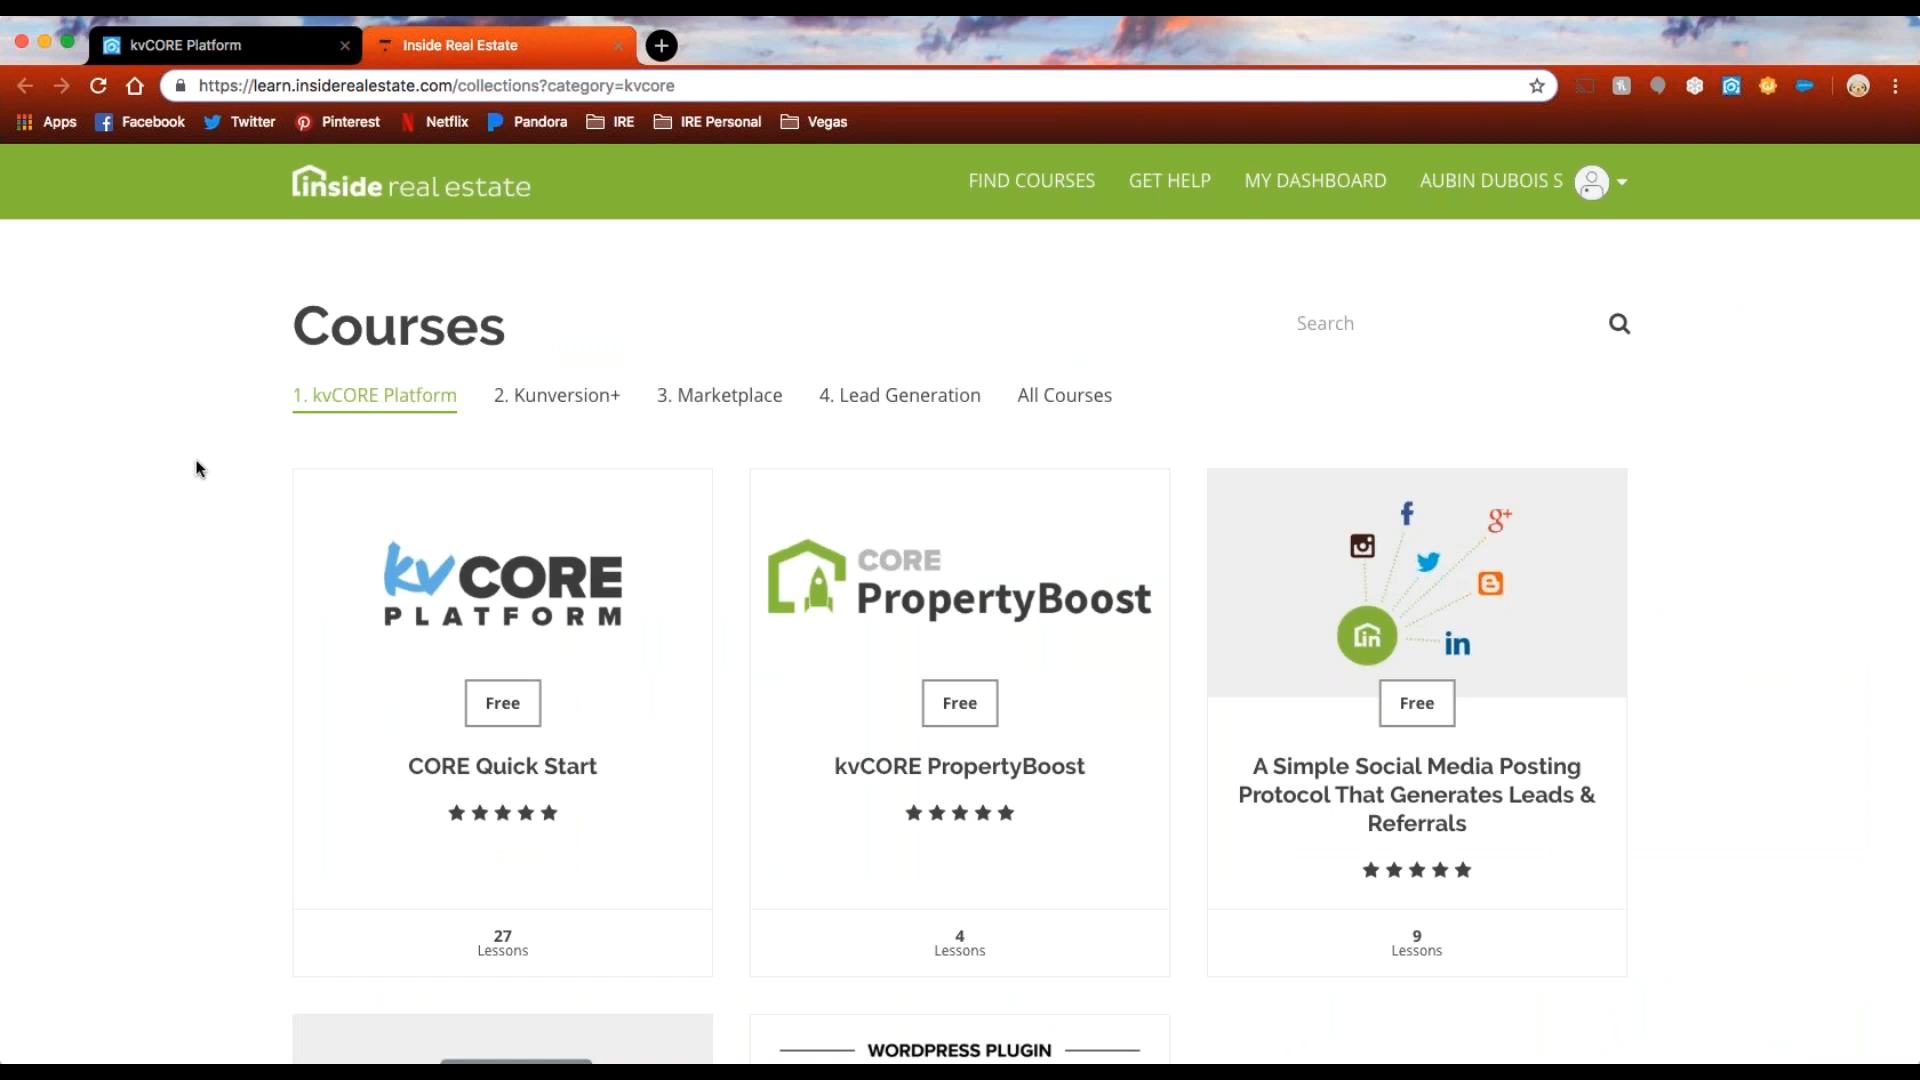 kvCORE Platform
Inside Real Estate
https://learn.insiderealestate.com/collections?category=kvcore
Apps Facebook Twitter Pinterest Netflix Pandora IRE IRE Personal Vegas
inside real estate
FIND COURSES GET HELP MY DASHBOARD AUBIN DUBOIS S
Courses
Search
1. kvCORE Platform 2. Kunversion+ 3. Marketplace 4. Lead Generation All Courses
kvCORE
PLATFORM
Free
CORE Quick Start
27
Lessons
CORE
PropertyBoost
Free
kvCORE PropertyBoost
4
Lessons
f
g+
in
in
Free
A Simple Social Media Posting
Protocol That Generates Leads &
Referrals
9
Lessons
WORDPRESS PLUGIN